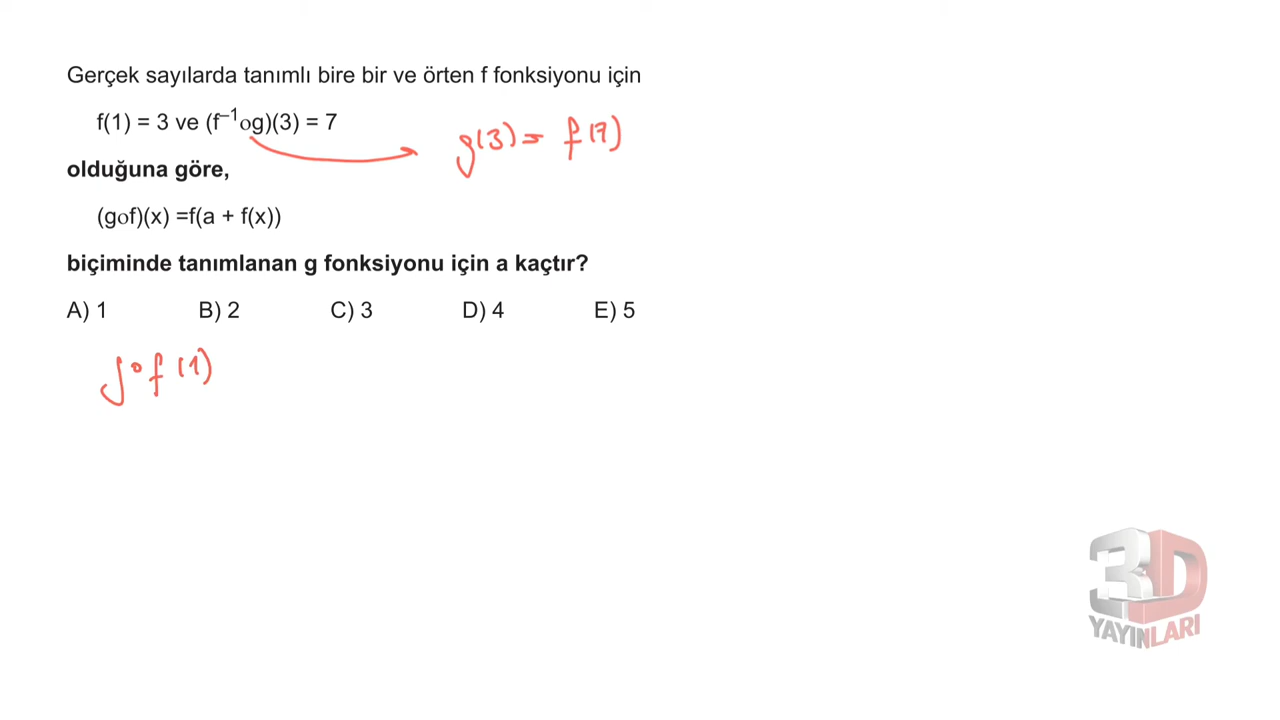 Gerçek sayılarda tanımlı bire bir ve örten f fonksiyonu için
f(1) = 3 ve (f⁻¹og)(3) = 7
g(3) = f(7)
olduğuna göre,
(gof)(x) =f(a + f(x))
biçiminde tanımlanan g fonksiyonu için a kaçtır?
A) 1 B) 2 C) 3 D) 4 E) 5
g∘f(1)
3D
YAYINLARI